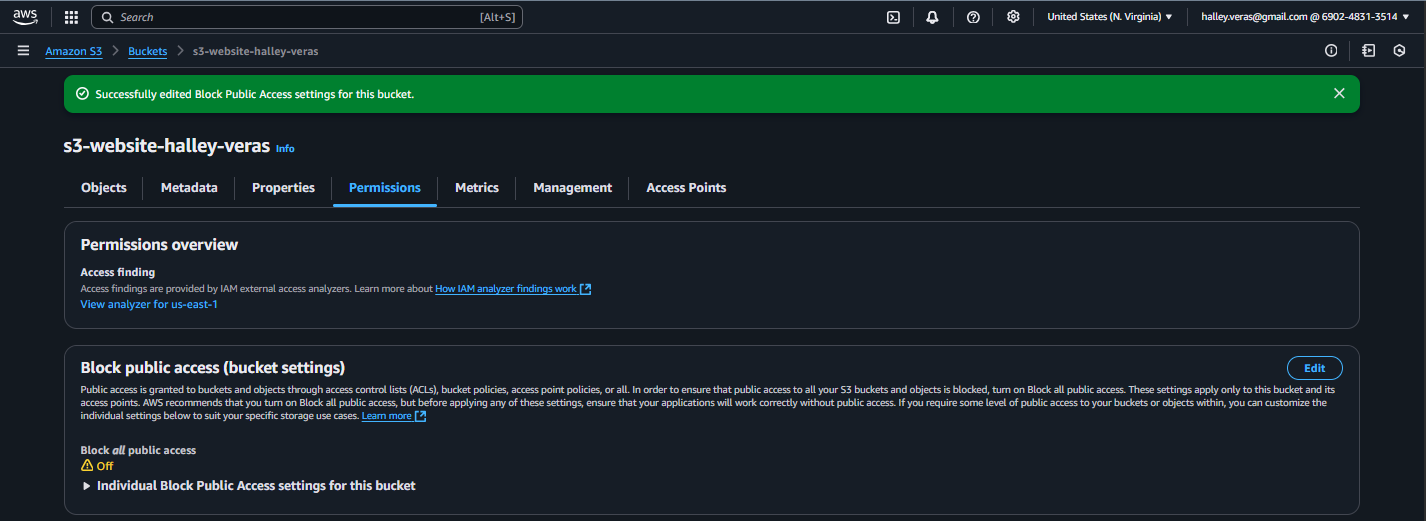 aws
Search
[Alt+S]
United States (N. Virginia)
halley.veras@gmail.com @ 6902-4831-3514
Amazon S3 > Buckets > s3-website-halley-veras
Successfully edited Block Public Access settings for this bucket.
s3-website-halley-veras Info
Objects
Metadata
Properties
Permissions
Metrics
Management
Access Points
Permissions overview
Access finding
Access findings are provided by IAM external access analyzers. Learn more about How IAM analyzer findings work
View analyzer for us-east-1
Block public access (bucket settings)
Edit
Public access is granted to buckets and objects through access control lists (ACLs), bucket policies, access point policies, or all. In order to ensure that public access to all your S3 buckets and objects is blocked, turn on Block all public access. These settings apply only to this bucket and its
access points. AWS recommends that you turn on Block all public access, but before applying any of these settings, ensure that your applications will work correctly without public access. If you require some level of public access to your buckets or objects within, you can customize the
individual settings below to suit your specific storage use cases. Learn more
Block all public access
Off
Individual Block Public Access settings for this bucket